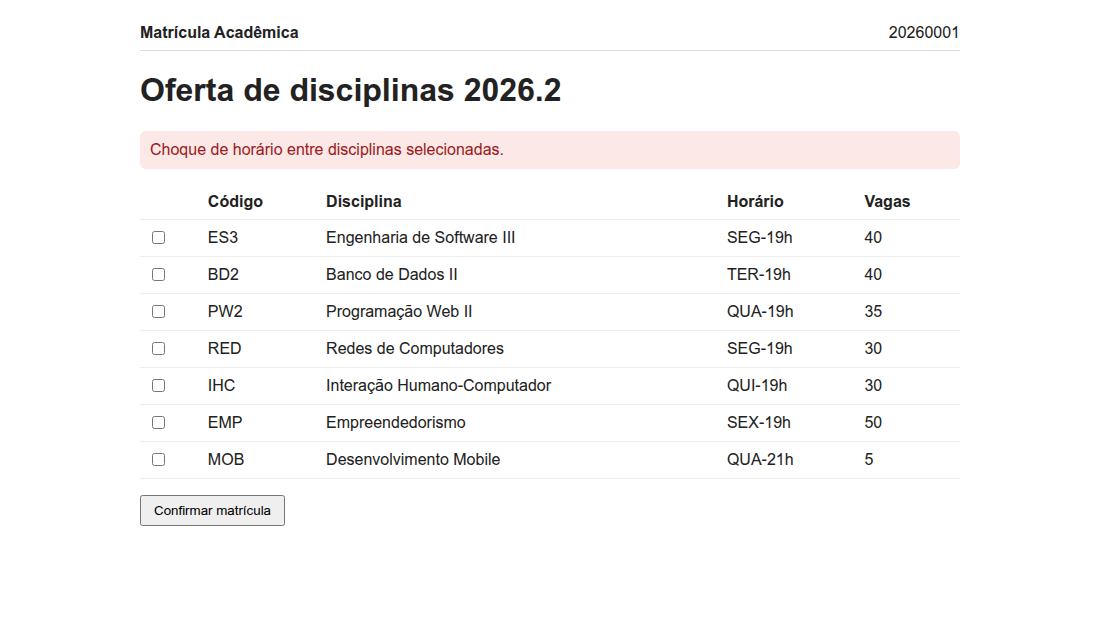 Matrícula Acadêmica 20260001
Oferta de disciplinas 2026.2
Choque de horário entre disciplinas selecionadas.
Código Disciplina Horário Vagas
ES3 Engenharia de Software III SEG-19h 40
BD2 Banco de Dados II TER-19h 40
PW2 Programação Web II QUA-19h 35
RED Redes de Computadores SEG-19h 30
IHC Interação Humano-Computador QUI-19h 30
EMP Empreendedorismo SEX-19h 50
MOB Desenvolvimento Mobile QUA-21h 5
Confirmar matrícula